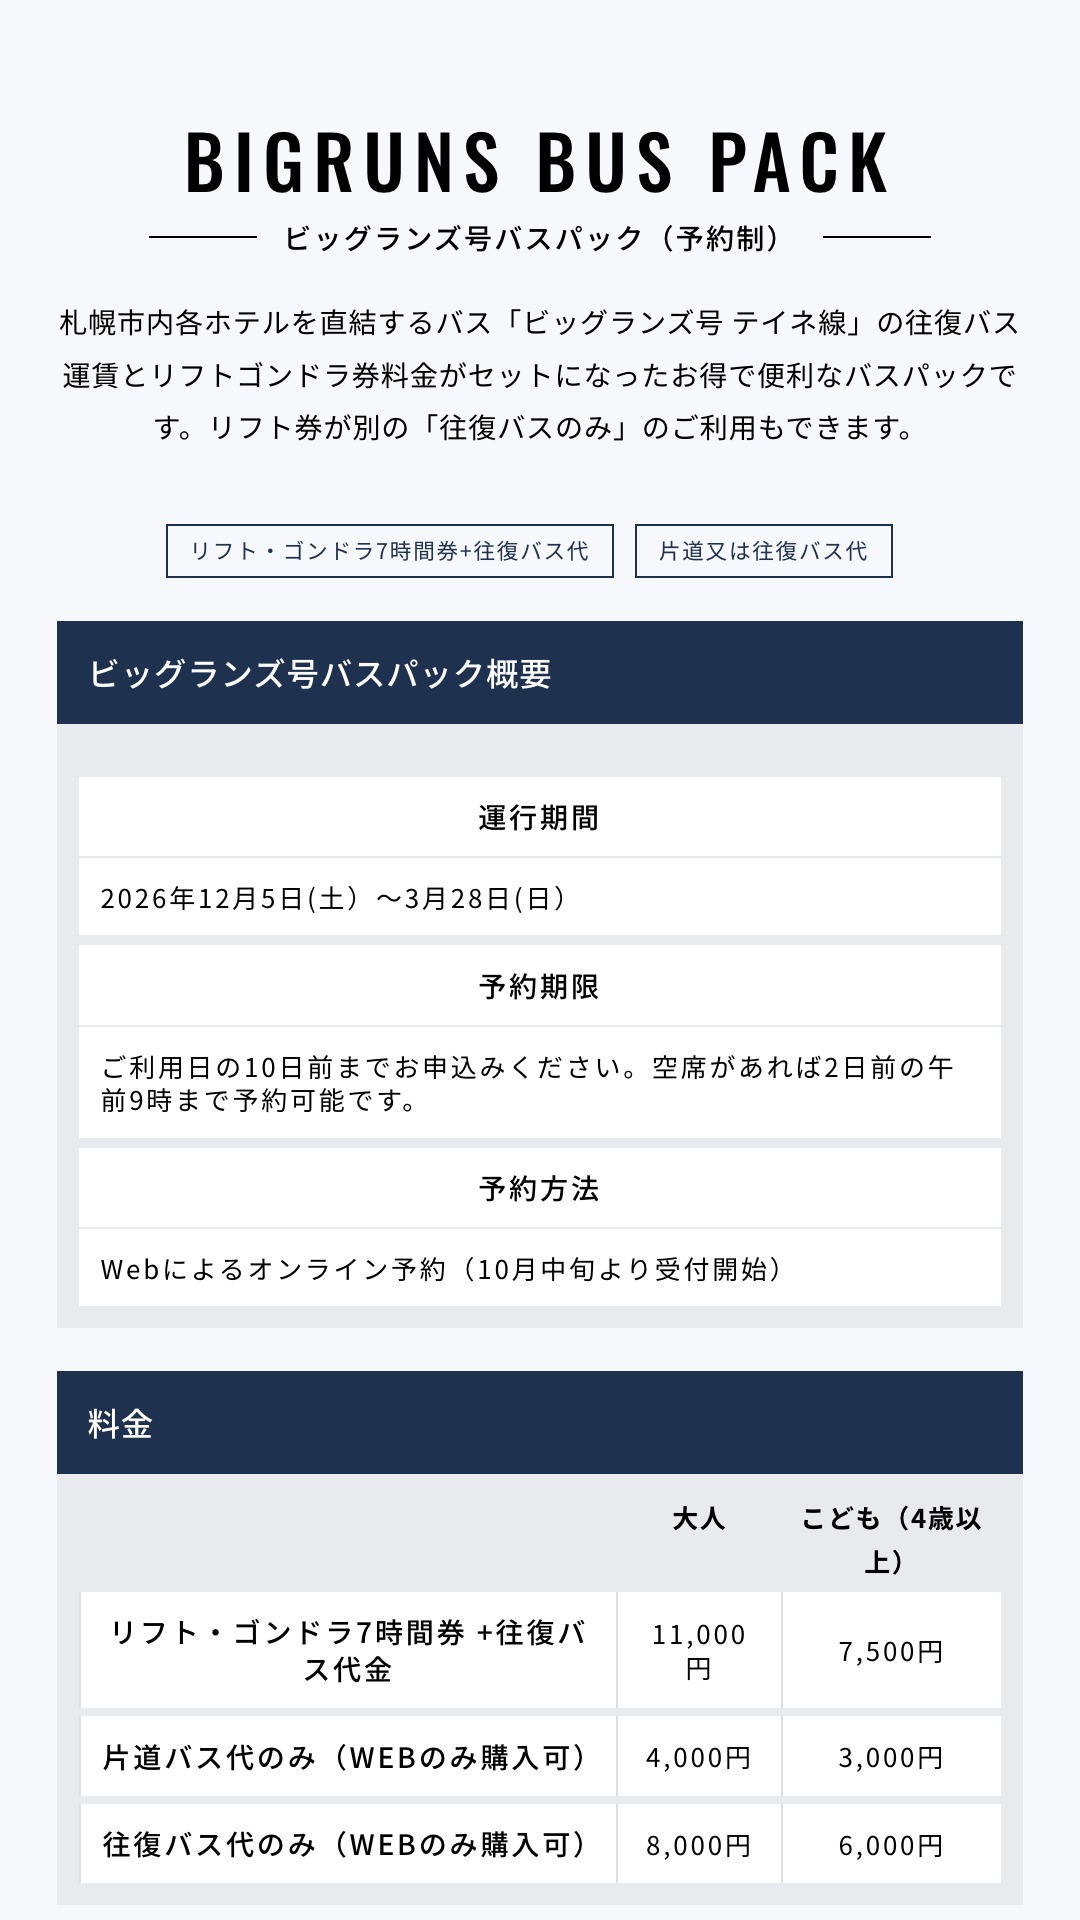 BIGRUNS BUS PACK
ビッグランズ号バスパック（予約制）
札幌市内各ホテルを直結するバス「ビッグランズ号 テイネ線」の往復バス
運賃とリフトゴンドラ券料金がセットになったお得で便利なバスパックで
す。リフト券が別の「往復バスのみ」のご利用もできます。
リフト・ゴンドラ7時間券+往復バス代
片道又は往復バス代
ビッグランズ号バスパック概要
運行期間
2026年12月5日(土）〜3月28日(日）
予約期限
ご利用日の10日前までお申込みください。空席があれば2日前の午
前9時まで予約可能です。
予約方法
Webによるオンライン予約（10月中旬より受付開始）
料金
大人
こども（4歳以
上）
リフト・ゴンドラ7時間券 +往復バ
ス代金
11,000
円
7,500円
片道バス代のみ（WEBのみ購入可）
4,000円
3,000円
往復バス代のみ（WEBのみ購入可）
8,000円
6,000円